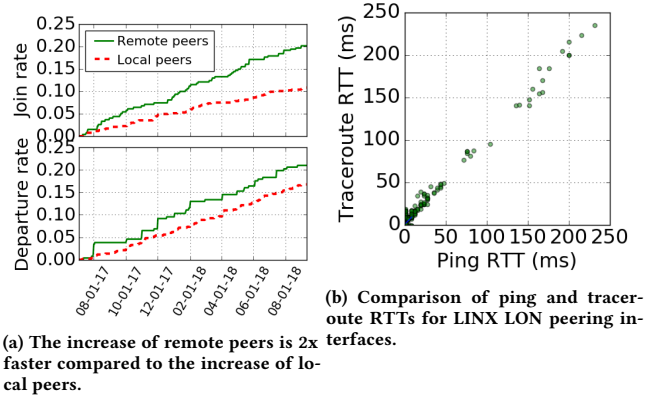 Join rate
0.25
0.20
0.15
0.10
0.05
0.00
Remote peers
Local peers
Departure rate
0.25
0.20
0.15
0.10
0.05
0.00
08-01-17
10-01-17
12-01-17
02-01-18
04-01-18
06-01-18
08-01-18
(a) The increase of remote peers is 2x
faster compared to the increase of lo-
cal peers.
Traceroute RTT (ms)
250
200
150
100
50
0
0 50 100 150 200 250
Ping RTT (ms)
(b) Comparison of ping and tracer-
oute RTTs for LINX LON peering in-
terfaces.